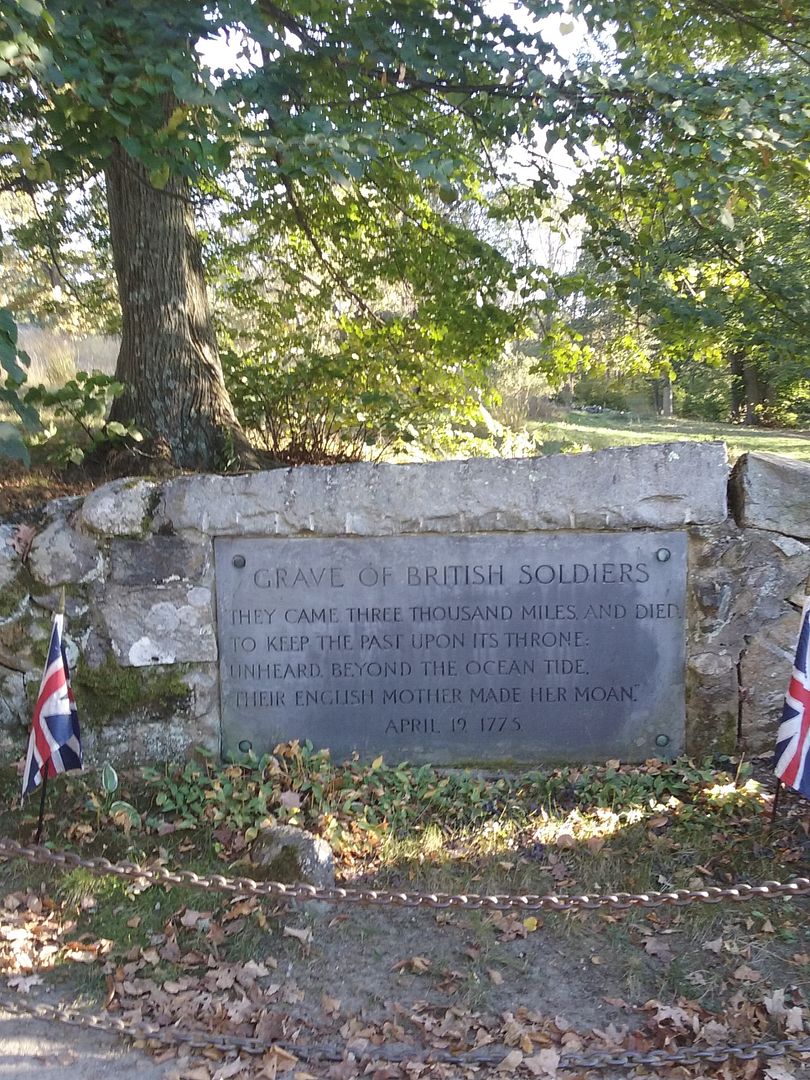 GRAVE OF BRITISH SOLDIERS
THEY CAME THREE THOUSAND MILES, AND DIED,
TO KEEP THE PAST UPON ITS THRONE:
UNHEARD, BEYOND THE OCEAN TIDE,
THEIR ENGLISH MOTHER MADE HER MOAN."
APRIL 19, 1775